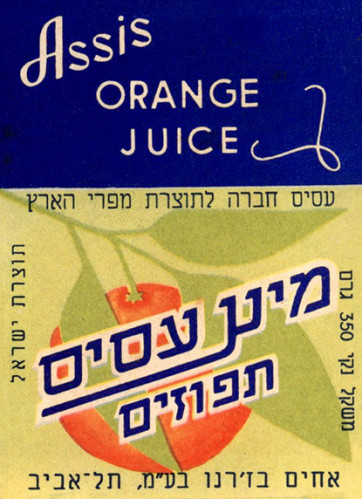 Assis
ORANGE
JUICE
עסיס חברה לתוצרת מפרי הארץ
תוצרת ישראל
מיץ עסיס
תפוזים
משקל נקי 350 גרם
אחים בז'רנו בע"מ, תל-אביב